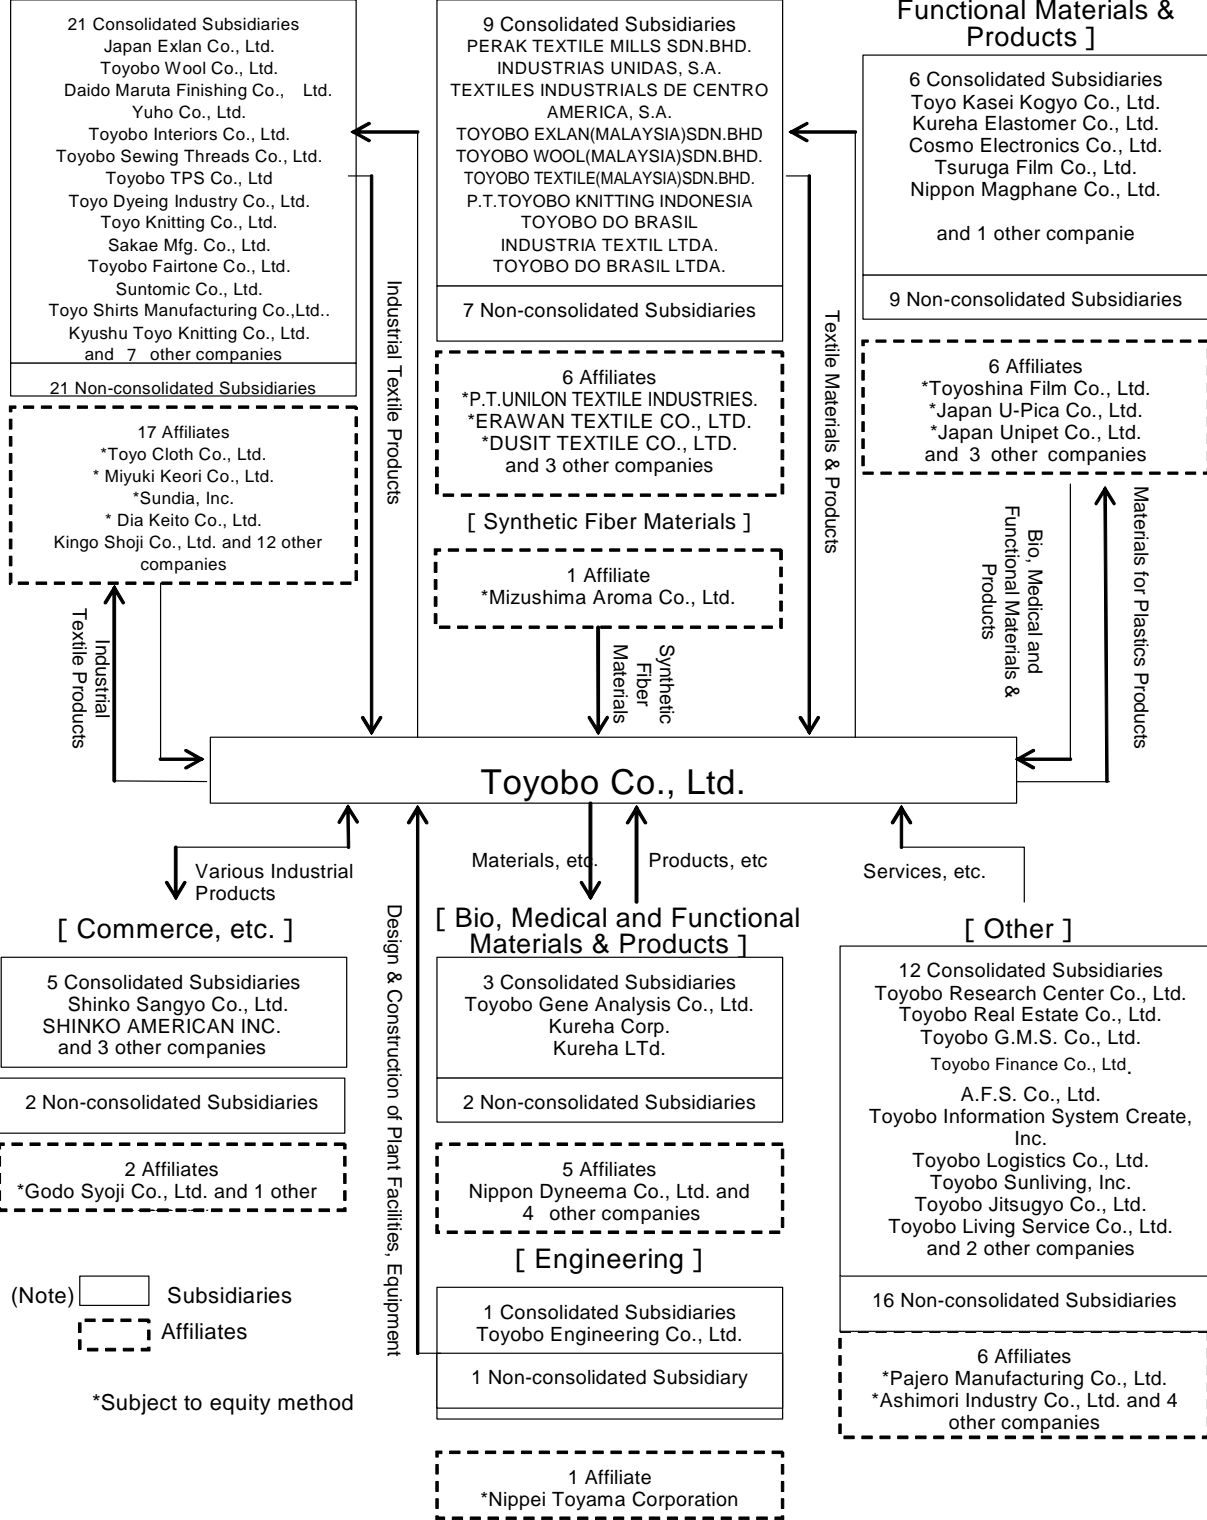 21 Consolidated Subsidiaries
Japan Exlan Co., Ltd.
Toyobo Wool Co., Ltd.
Daido Maruta Finishing Co., Ltd.
Yuho Co., Ltd.
Toyobo Interiors Co., Ltd.
Toyobo Sewing Threads Co., Ltd.
Toyobo TPS Co., Ltd
Toyo Dyeing Industry Co., Ltd.
Toyo Knitting Co., Ltd.
Sakae Mfg. Co., Ltd.
Toyobo Fairtone Co., Ltd.
Suntomic Co., Ltd.
Toyo Shirts Manufacturing Co.,Ltd..
Kyushu Toyo Knitting Co., Ltd.
and 7 other companies
21 Non-consolidated Subsidiaries
17 Affiliates
*Toyo Cloth Co., Ltd.
* Miyuki Keori Co., Ltd.
*Sundia, Inc.
* Dia Keito Co., Ltd.
Kingo Shoji Co., Ltd. and 12 other
companies
Industrial
Textile Products
Industrial Textile Products
9 Consolidated Subsidiaries
PERAK TEXTILE MILLS SDN.BHD.
INDUSTRIAS UNIDAS, S.A.
TEXTILES INDUSTRIALS DE CENTRO
AMERICA, S.A.
TOYOBO EXLAN(MALAYSIA)SDN.BHD
TOYOBO WOOL(MALAYSIA)SDN.BHD.
TOYOBO TEXTILE(MALAYSIA)SDN.BHD.
P.T.TOYOBO KNITTING INDONESIA
TOYOBO DO BRASIL
INDUSTRIA TEXTIL LTDA.
TOYOBO DO BRASIL LTDA.
7 Non-consolidated Subsidiaries
6 Affiliates
*P.T.UNILON TEXTILE INDUSTRIES.
*ERAWAN TEXTILE CO., LTD.
*DUSIT TEXTILE CO., LTD.
and 3 other companies
[ Synthetic Fiber Materials ]
1 Affiliate
*Mizushima Aroma Co., Ltd.
Synthetic
Fiber
Materials
Textile Materials & Products
Functional Materials &
Products ]
6 Consolidated Subsidiaries
Toyo Kasei Kogyo Co., Ltd.
Kureha Elastomer Co., Ltd.
Cosmo Electronics Co., Ltd.
Tsuruga Film Co., Ltd.
Nippon Magphane Co., Ltd.
and 1 other companie
9 Non-consolidated Subsidiaries
6 Affiliates
*Toyoshina Film Co., Ltd.
*Japan U-Pica Co., Ltd.
*Japan Unipet Co., Ltd.
and 3 other companies
Bio, Medical and
Functional Materials &
Products
Materials for Plastics Products
Toyobo Co., Ltd.
Various Industrial
Products
Materials, etc.
Products, etc
Services, etc.
[ Commerce, etc. ]
5 Consolidated Subsidiaries
Shinko Sangyo Co., Ltd.
SHINKO AMERICAN INC.
and 3 other companies
2 Non-consolidated Subsidiaries
2 Affiliates
*Godo Syoji Co., Ltd. and 1 other
Design & Construction of Plant Facilities, Equipment
[ Bio, Medical and Functional
Materials & Products ]
3 Consolidated Subsidiaries
Toyobo Gene Analysis Co., Ltd.
Kureha Corp.
Kureha LTd.
2 Non-consolidated Subsidiaries
5 Affiliates
Nippon Dyneema Co., Ltd. and
4 other companies
[ Engineering ]
1 Consolidated Subsidiaries
Toyobo Engineering Co., Ltd.
1 Non-consolidated Subsidiary
1 Affiliate
*Nippei Toyama Corporation
[ Other ]
12 Consolidated Subsidiaries
Toyobo Research Center Co., Ltd.
Toyobo Real Estate Co., Ltd.
Toyobo G.M.S. Co., Ltd.
Toyobo Finance Co., Ltd.
A.F.S. Co., Ltd.
Toyobo Information System Create,
Inc.
Toyobo Logistics Co., Ltd.
Toyobo Sunliving, Inc.
Toyobo Jitsugyo Co., Ltd.
Toyobo Living Service Co., Ltd.
and 2 other companies
16 Non-consolidated Subsidiaries
6 Affiliates
*Pajero Manufacturing Co., Ltd.
*Ashimori Industry Co., Ltd. and 4
other companies
(Note) Subsidiaries
Affiliates
*Subject to equity method